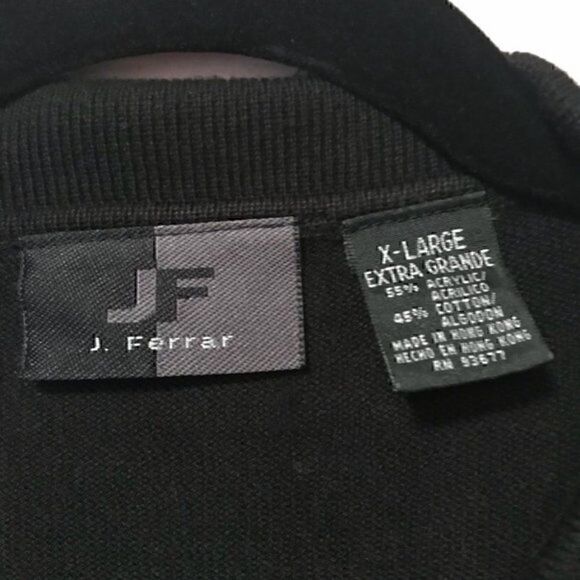 JF
J. Ferrar
X-LARGE
EXTRA GRANDE
55% ACRYLIC/
ACRILICO
45% COTTON/
ALGODON
MADE IN HONG KONG
HECHO EN HONG KONG
RN 93677